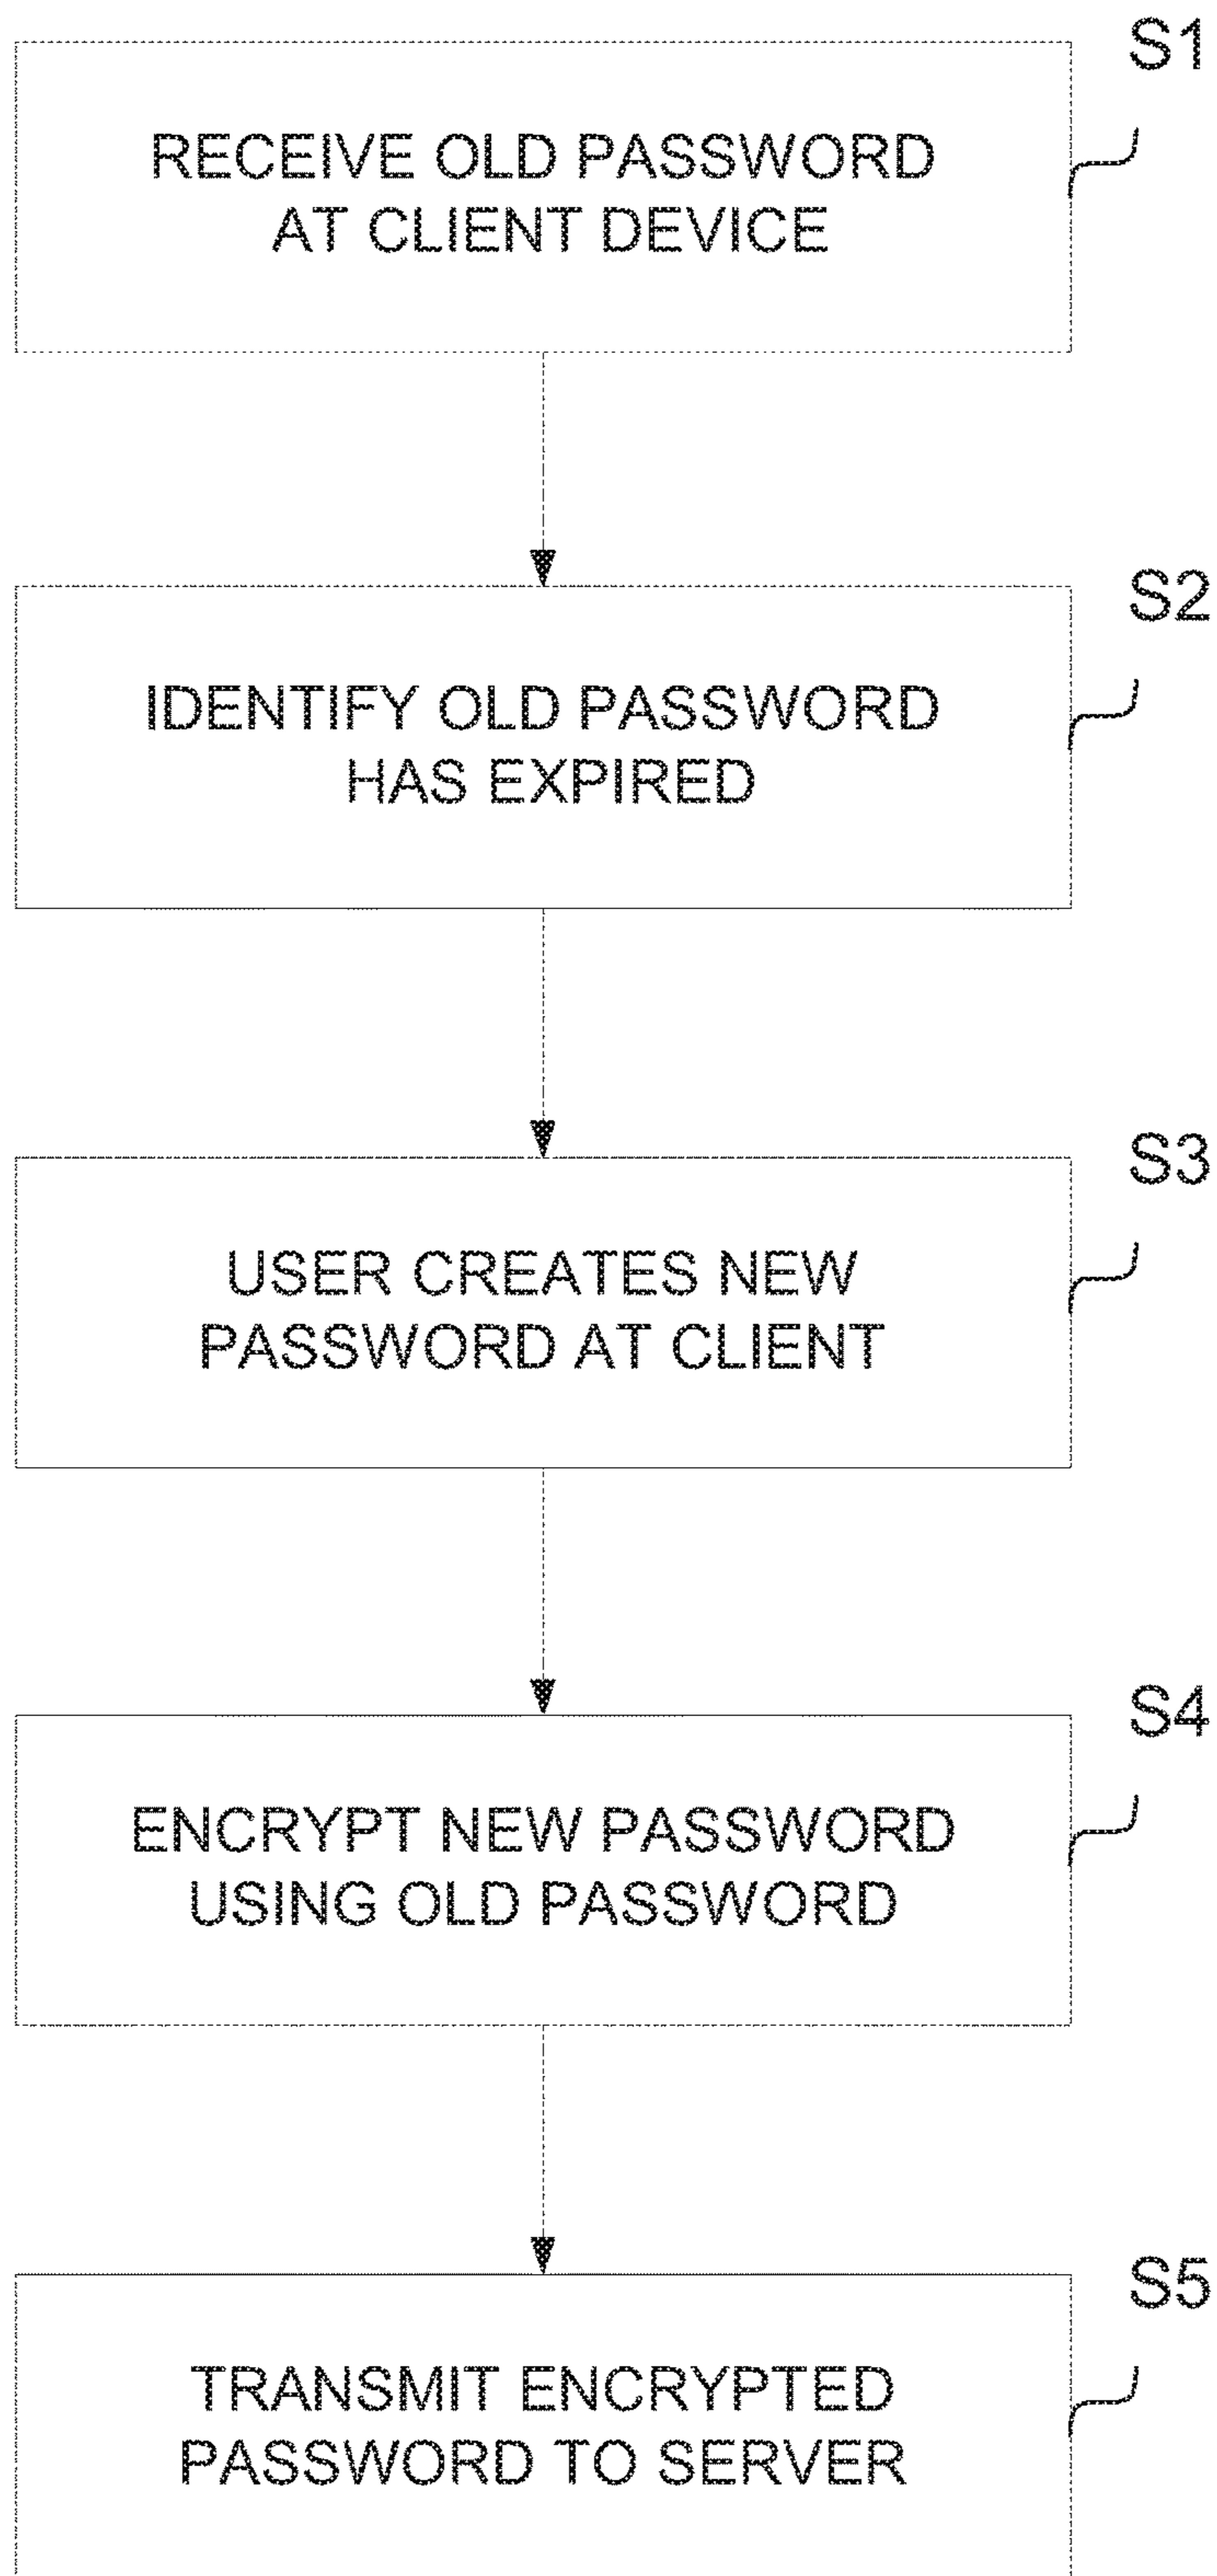 S1
RECEIVE OLD PASSWORD
AT CLIENT DEVICE
S2
IDENTIFY OLD PASSWORD
HAS EXPIRED
S3
USER CREATES NEW
PASSWORD AT CLIENT
S4
ENCRYPT NEW PASSWORD
USING OLD PASSWORD
S5
TRANSMIT ENCRYPTED
PASSWORD TO SERVER